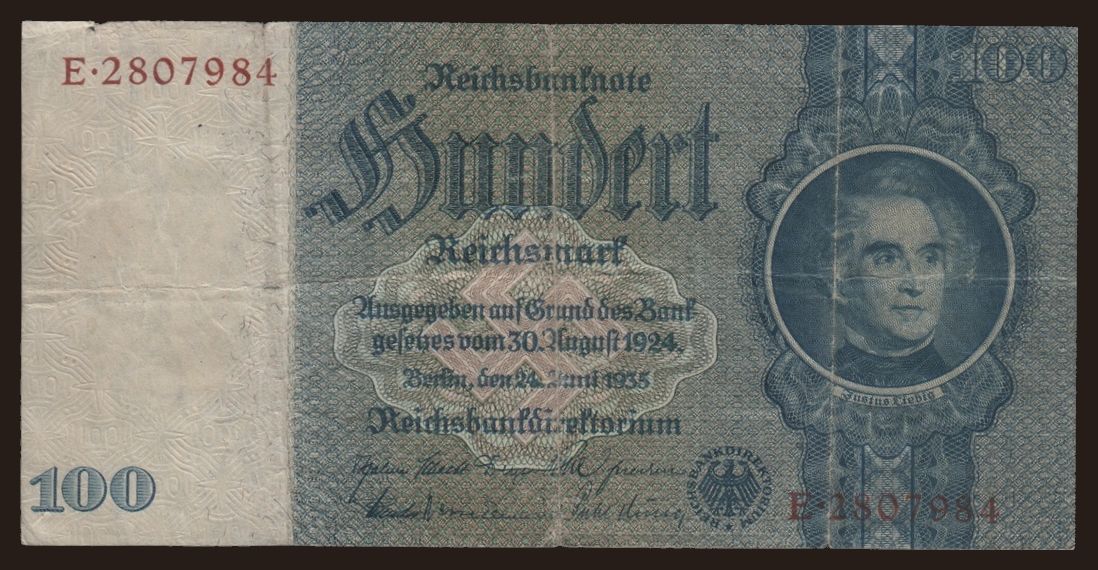 E·2807984
100
Reichsbanknote
Hundert
Reichsmark
Ausgegeben auf Grund des Bank-
gesetzes vom 30. August 1924.
Berlin, den 24. Juni 1935
Reichsbankdirektorium
REICHSBANKDIREKTORIUM
Justus Liebig
100
E·2807984